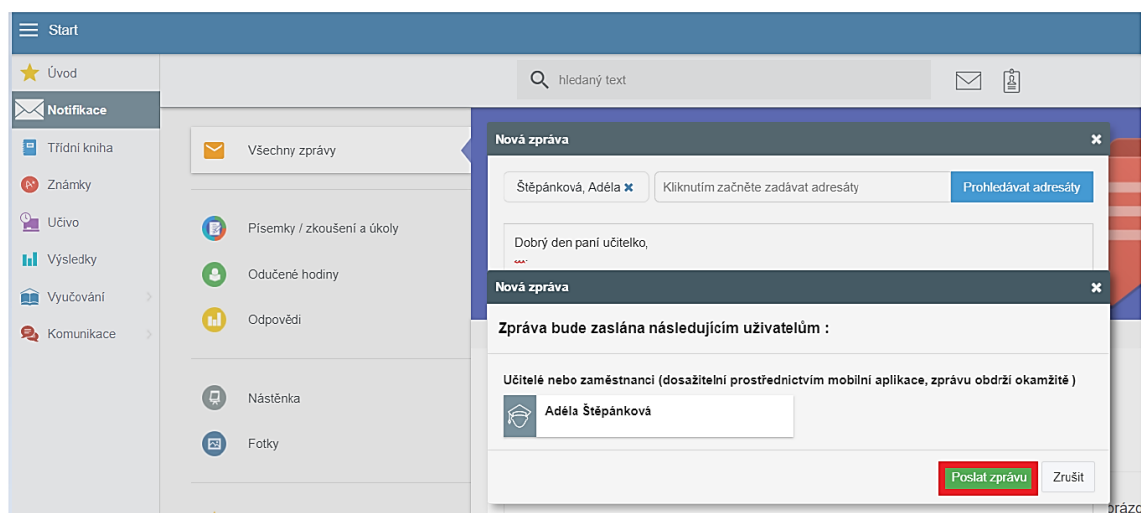 Start
Úvod
Notifikace
Třídní kniha
Známky
Učivo
Výsledky
Vyučování
Komunikace
hledaný text
Všechny zprávy
Písemky / zkoušení a úkoly
Odučené hodiny
Odpovědi
Nástěnka
Fotky
Nová zpráva
Štěpánková, Adéla
Kliknutím začněte zadávat adresáty
Prohledávat adresáty
Dobrý den paní učitelko,
Nová zpráva
Zpráva bude zaslána následujícím uživatelům :
Učitelé nebo zaměstnanci (dosažitelní prostřednictvím mobilní aplikace, zprávu obdrží okamžitě )
Adéla Štěpánková
Poslat zprávu
Zrušit